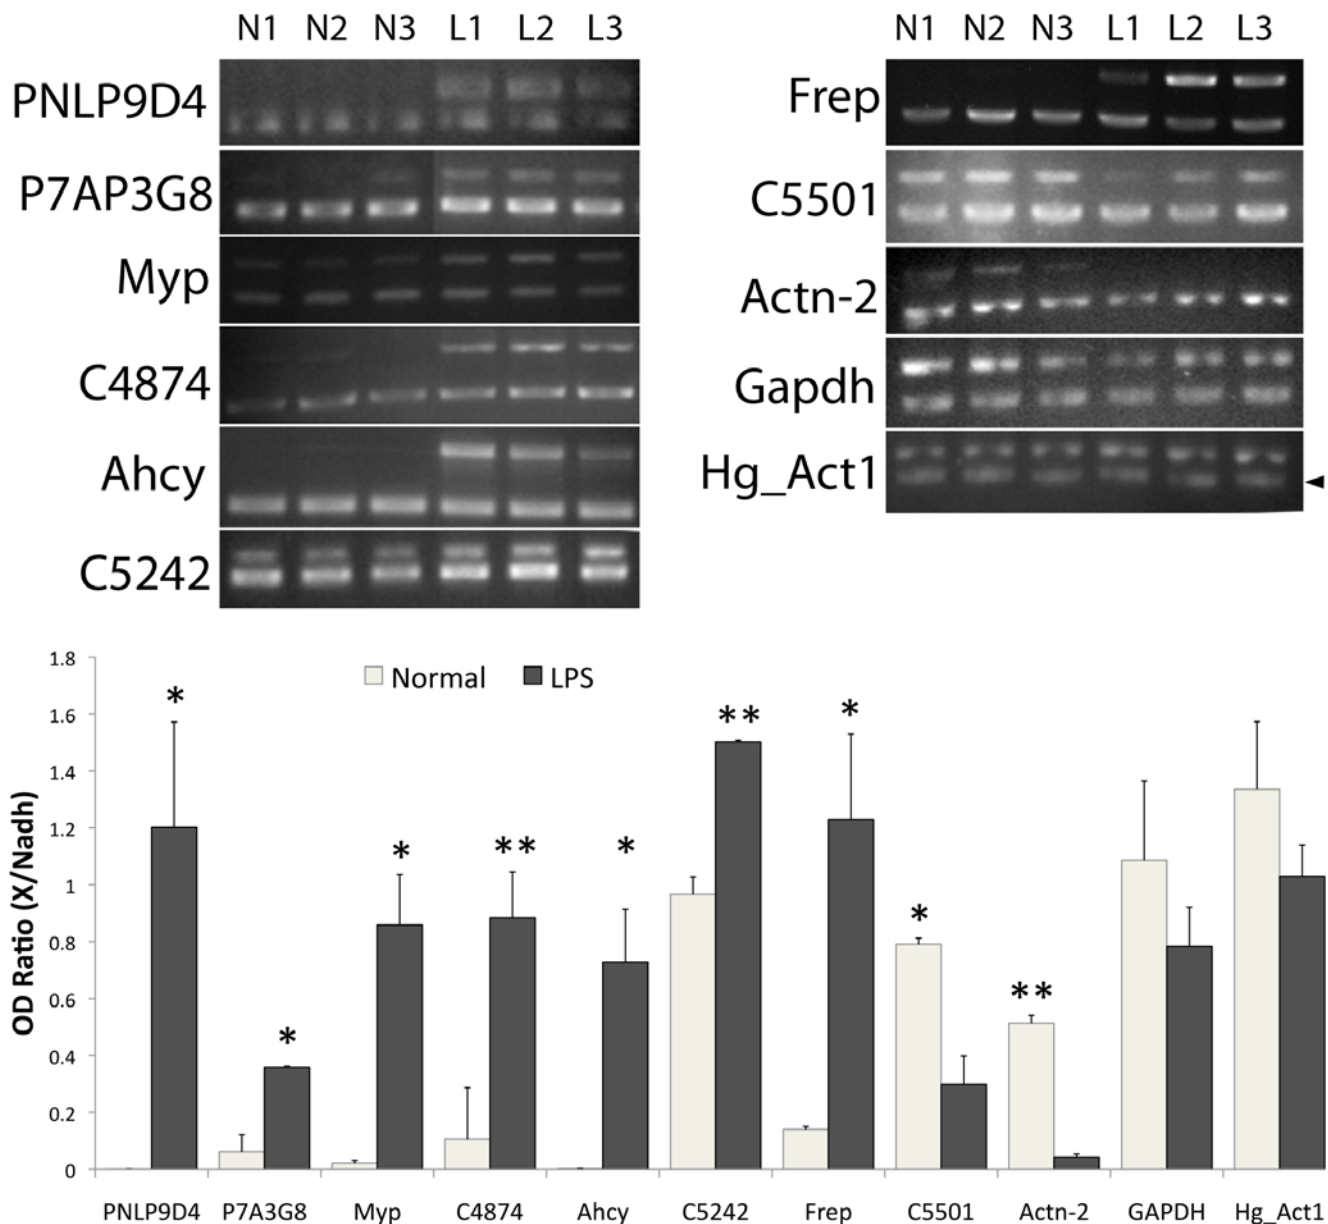 N1 N2 N3 L1 L2 L3
PNLP9D4
P7AP3G8
Myp
C4874
Ahcy
C5242
N1 N2 N3 L1 L2 L3
Frep
C5501
Actn-2
Gapdh
Hg_Act1
1.8
1.6
1.4
1.2
1
0.8
0.6
0.4
0.2
0
OD Ratio (X/Nadh)
Normal LPS
*
*
*
**
*
**
*
*
**
PNLP9D4 P7A3G8 Myp C4874 Ahcy C5242 Frep C5501 Actn-2 GAPDH Hg_Act1